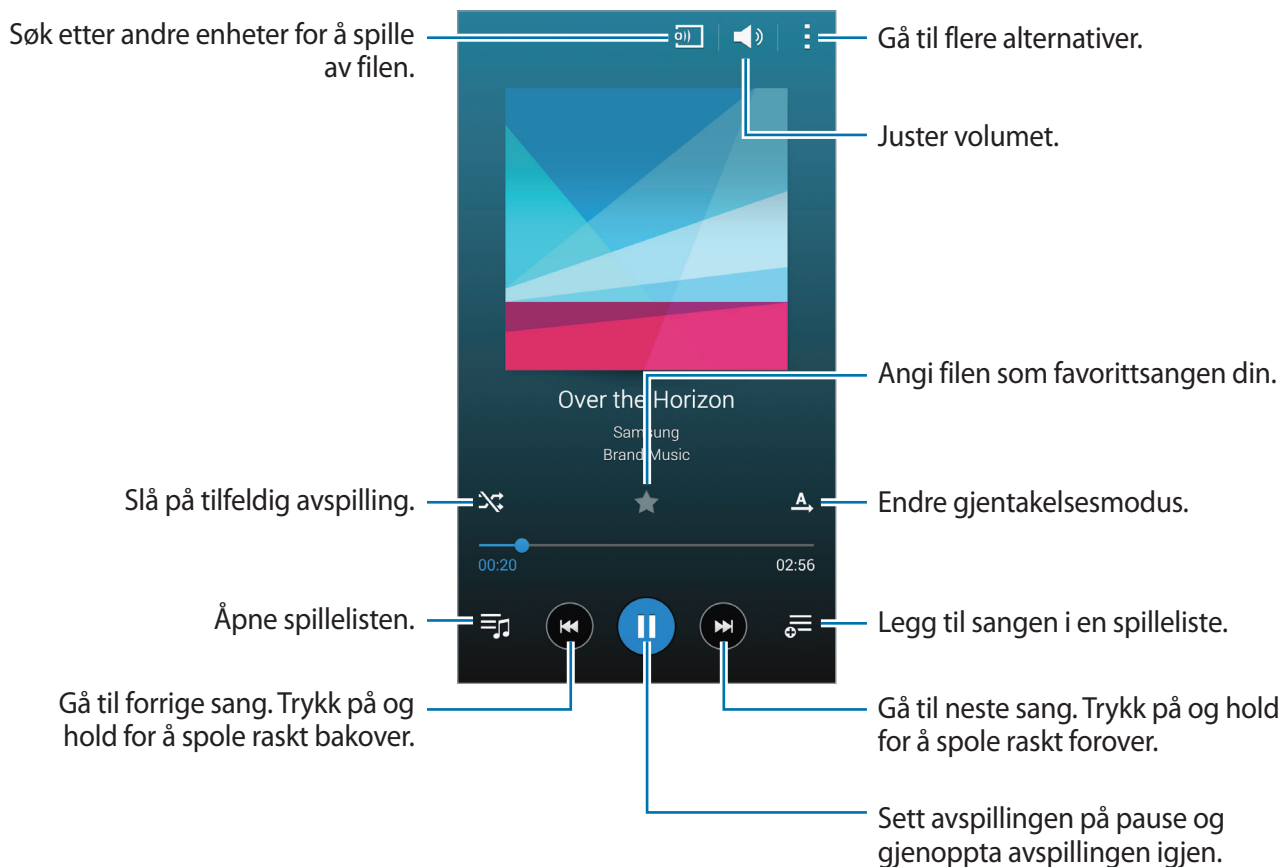 Søk etter andre enheter for å spille
av filen.
Gå til flere alternativer.
Juster volumet.
Angi filen som favorittsangen din.
Over the Horizon
Samsung
Brand Music
Slå på tilfeldig avspilling.
A
Endre gjentakelsesmodus.
00:20
02:56
Åpne spillelisten.
Legg til sangen i en spilleliste.
Gå til forrige sang. Trykk på og
hold for å spole raskt bakover.
Gå til neste sang. Trykk på og hold
for å spole raskt forover.
Sett avspillingen på pause og
gjenoppta avspillingen igjen.